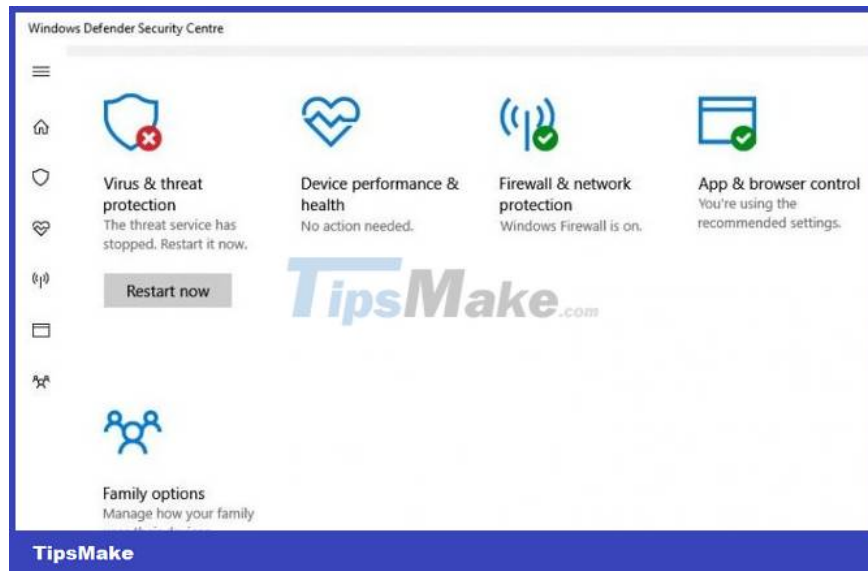 Windows Defender Security Centre
Virus & threat
protection
The threat service has
stopped. Restart it now.
Restart now
Device performance &
health
No action needed.
Firewall & network
protection
Windows Firewall is on.
App & browser control
You're using the
recommended settings.
TipsMake.com
Family options
Manage how your family
TipsMake